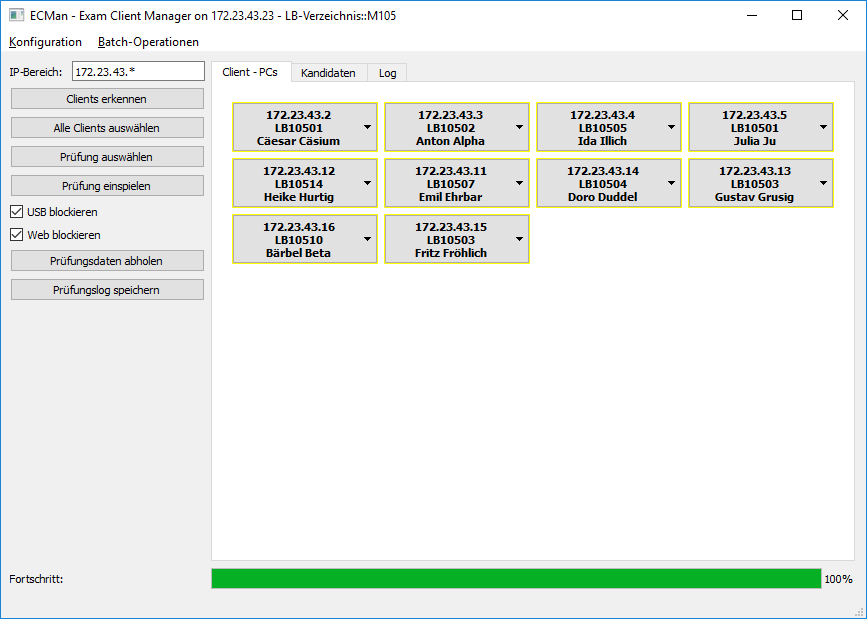 ECMan - Exam Client Manager on 172.23.43.23 - LB-Verzeichnis::M105
Konfiguration Batch-Operationen
IP-Bereich: 172.23.43.*
Clients erkennen
Alle Clients auswählen
Prüfung auswählen
Prüfung einspielen
USB blockieren
Web blockieren
Prüfungsdaten abholen
Prüfungslog speichern
Client - PCs Kandidaten Log
172.23.43.2
LB10501
Cäesar Cäsium
172.23.43.3
LB10502
Anton Alpha
172.23.43.4
LB10505
Ida Illich
172.23.43.5
LB10501
Julia Ju
172.23.43.12
LB10514
Heike Hurtig
172.23.43.11
LB10507
Emil Ehrbar
172.23.43.14
LB10504
Doro Duddel
172.23.43.13
LB10503
Gustav Grusig
172.23.43.16
LB10510
Bärbel Beta
172.23.43.15
LB10503
Fritz Fröhlich
Fortschritt: 100%